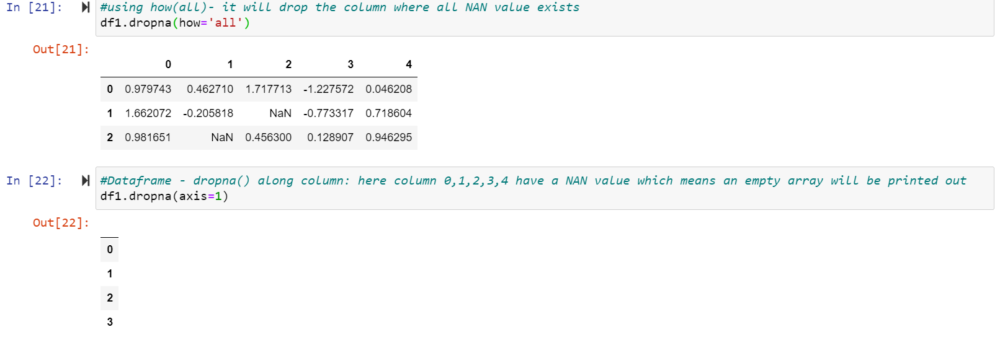 In [21]: #using how(all)- it will drop the column where all NAN value exists
df1.dropna(how='all')
Out[21]:
0 1 2 3 4
0 0.979743 0.462710 1.717713 -1.227572 0.046208
1 1.662072 -0.205818 NaN -0.773317 0.718604
2 0.981651 NaN 0.456300 0.128907 0.946295
In [22]: #Dataframe - dropna() along column: here column 0,1,2,3,4 have a NAN value which means an empty array will be printed out
df1.dropna(axis=1)
Out[22]:
0
1
2
3